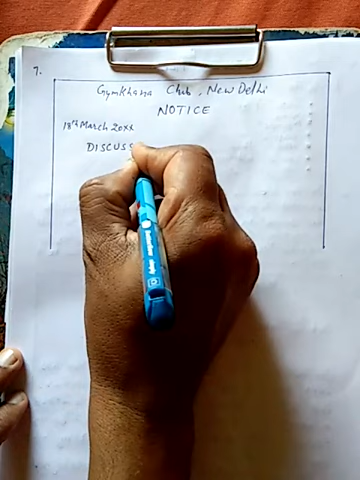 7.
Gymkhana Club, New Delhi
NOTICE
18th March 20xx
DISCUSS